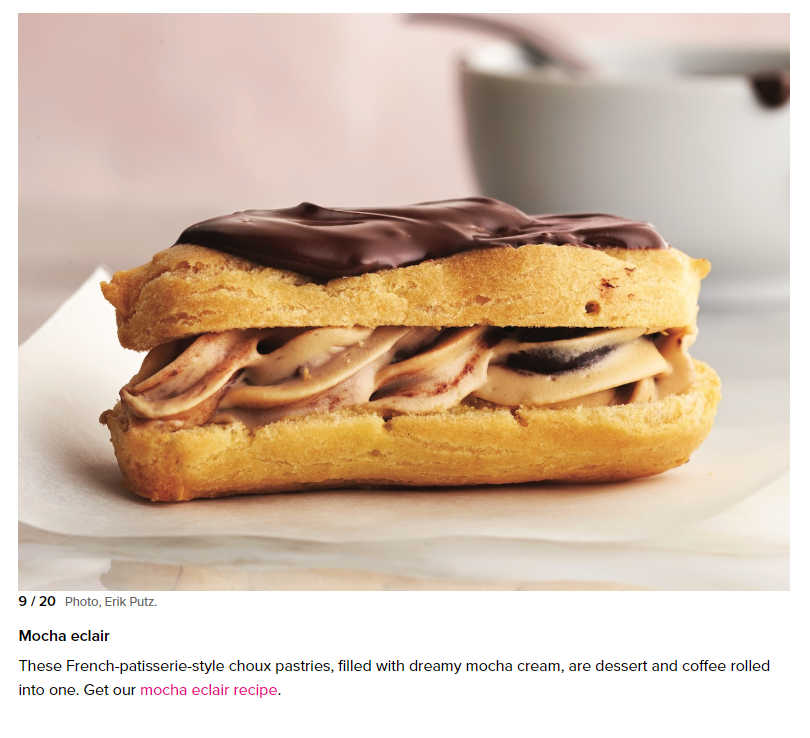 9 / 20 Photo, Erik Putz.
Mocha eclair
These French-patisserie-style choux pastries, filled with dreamy mocha cream, are dessert and coffee rolled
into one. Get our mocha eclair recipe.